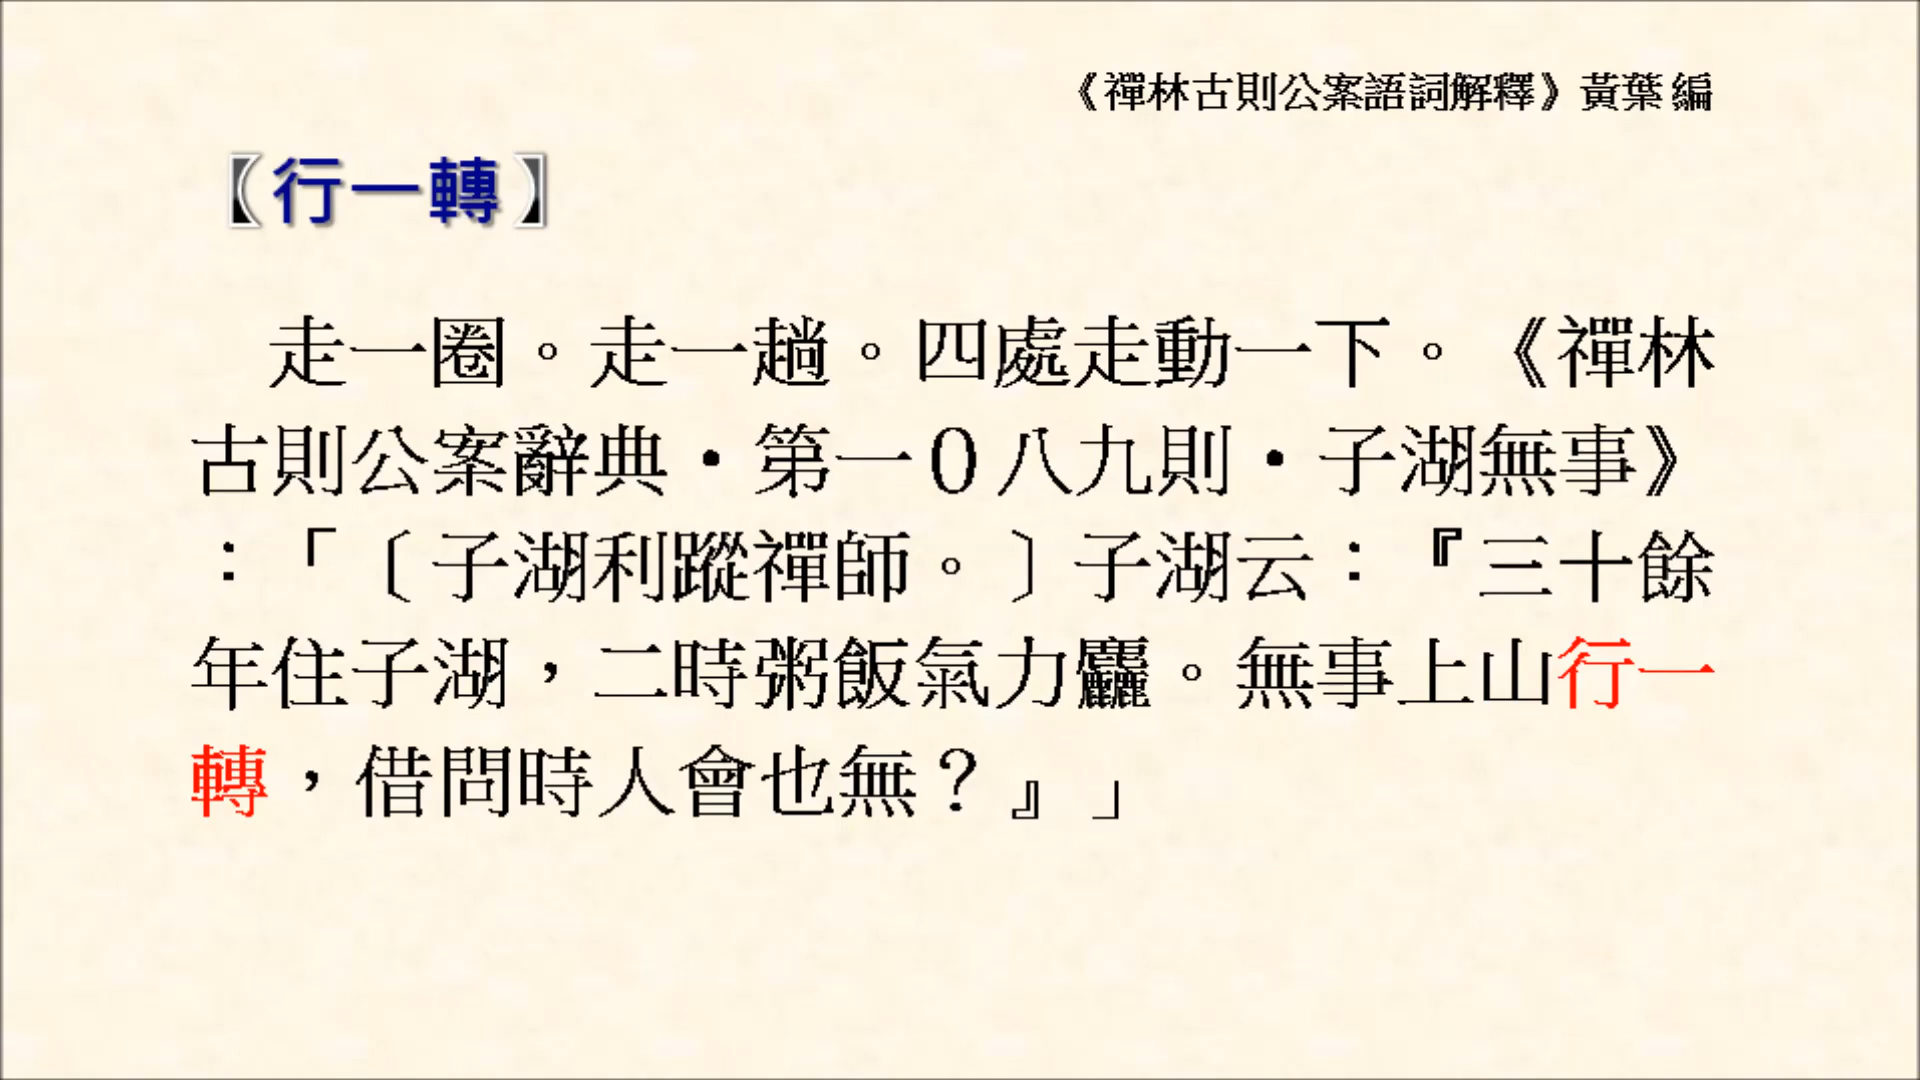 《禪林古則公案語詞解釋》黃葉 編
【行一轉】
走一圈。走一趟。四處走動一下。《禪林
古則公案辭典・第一０八九則・子湖無事》
：「〔子湖利蹤禪師。〕子湖云：『三十餘
年住子湖，二時粥飯氣力麤。無事上山行一
轉，借問時人會也無？』」